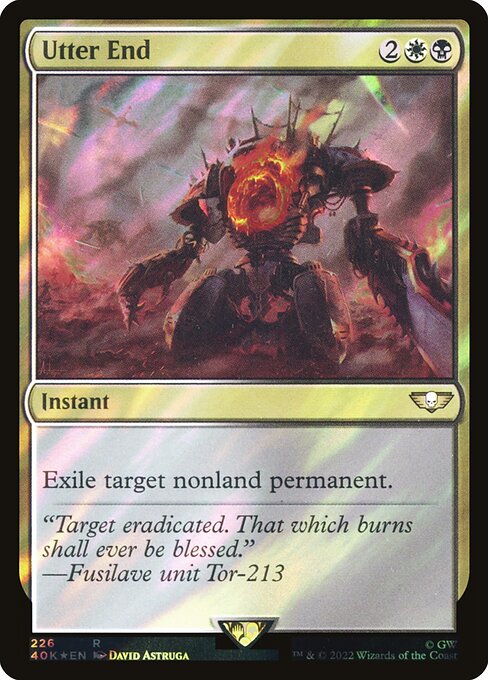 Utter End 2
Instant
Exile target nonland permanent.
“Target eradicated. That which burns
shall ever be blessed.”
—Fusilave unit Tor-213
226 R © GW
40K★EN David Astruga ™ & © 2022 Wizards of the Coast